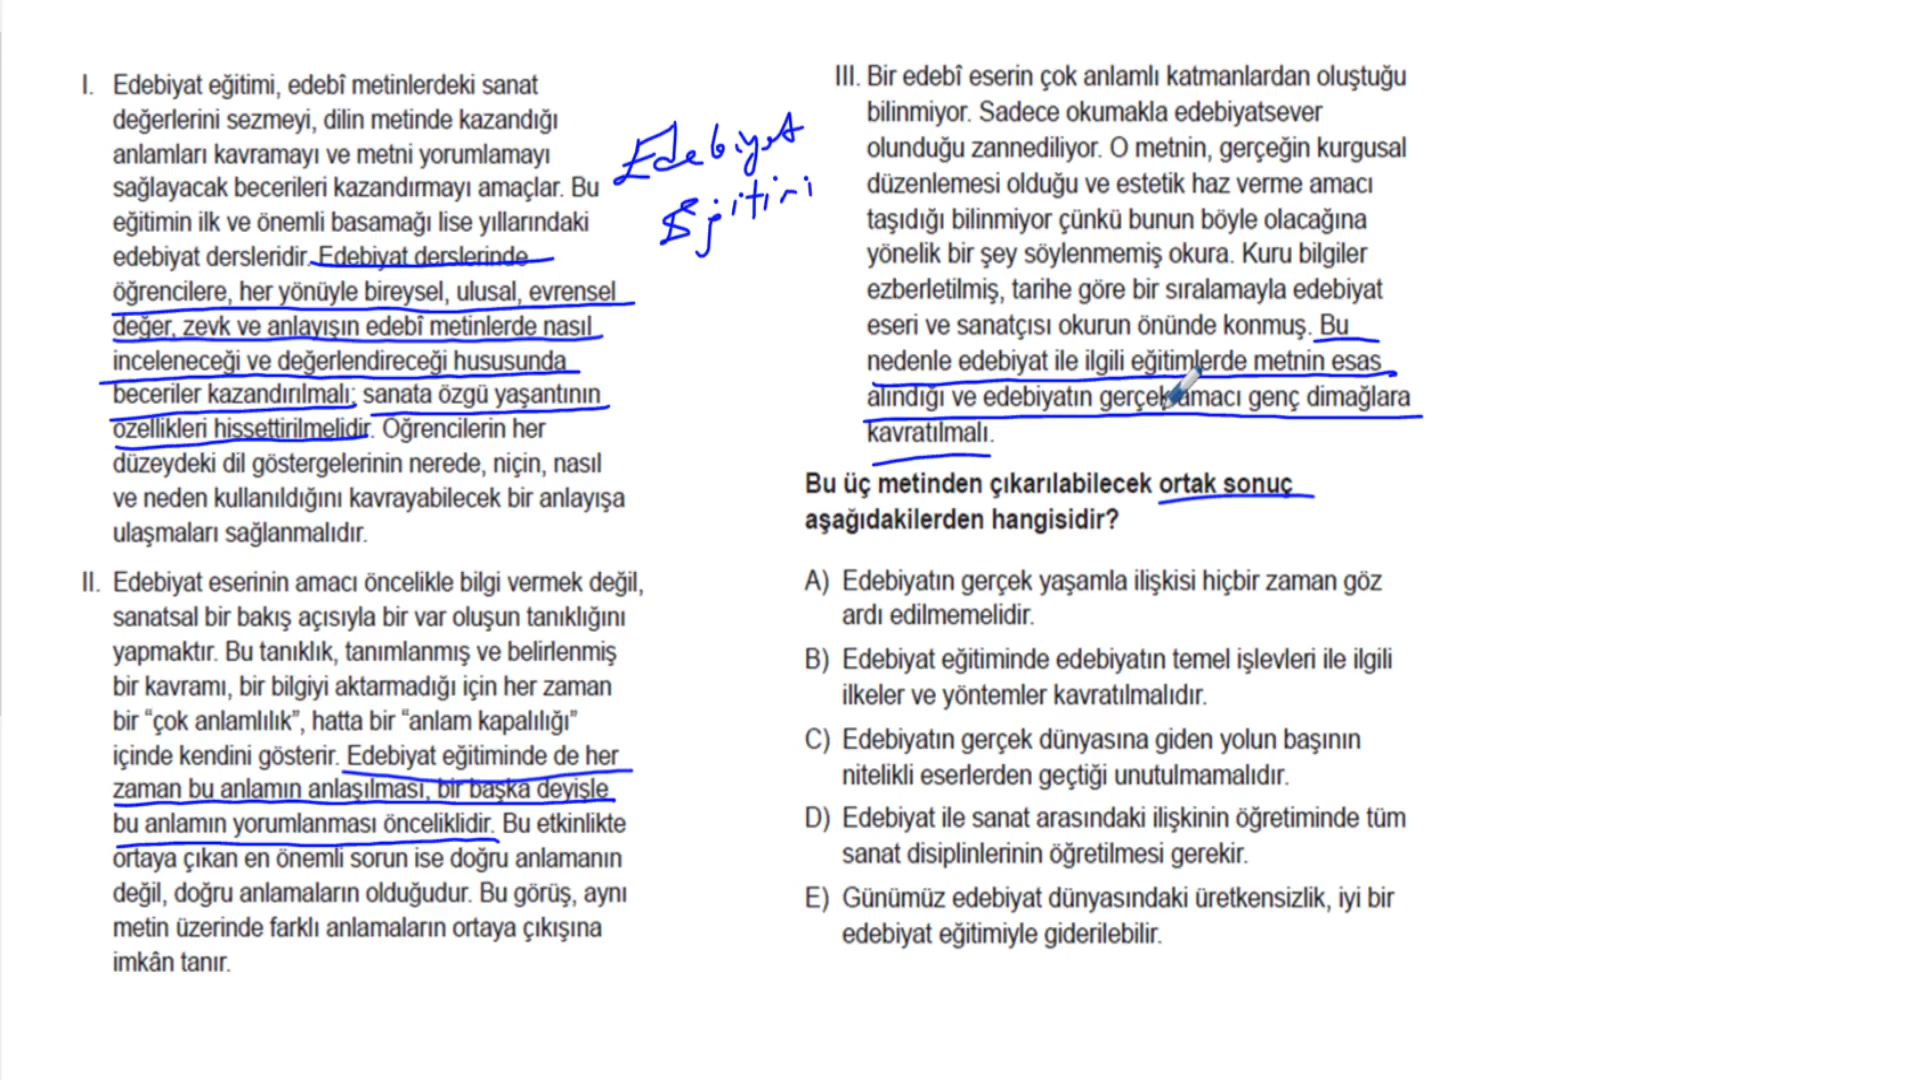 I. Edebiyat eğitimi, edebî metinlerdeki sanat
değerlerini sezmeyi, dilin metinde kazandığı
anlamları kavramayı ve metni yorumlamayı
sağlayacak becerileri kazandırmayı amaçlar. Bu
eğitimin ilk ve önemli basamağı lise yıllarındaki
edebiyat dersleridir. Edebiyat derslerinde
öğrencilere, her yönüyle bireysel, ulusal, evrensel
değer, zevk ve anlayışın edebî metinlerde nasıl
inceleneceği ve değerlendireceği hususunda
beceriler kazandırılmalı; sanata özgü yaşantının
özellikleri hissettirilmelidir. Öğrencilerin her
düzeydeki dil göstergelerinin nerede, niçin, nasıl
ve neden kullanıldığını kavrayabilecek bir anlayışa
ulaşmaları sağlanmalıdır.
II. Edebiyat eserinin amacı öncelikle bilgi vermek değil,
sanatsal bir bakış açısıyla bir var oluşun tanıklığını
yapmaktır. Bu tanıklık, tanımlanmış ve belirlenmiş
bir kavramı, bir bilgiyi aktarmadığı için her zaman
bir “çok anlamlılık”, hatta bir “anlam kapalılığı”
içinde kendini gösterir. Edebiyat eğitiminde de her
zaman bu anlamın anlaşılması, bir başka deyişle
bu anlamın yorumlanması önceliklidir. Bu etkinlikte
ortaya çıkan en önemli sorun ise doğru anlamanın
değil, doğru anlamaların olduğudur. Bu görüş, aynı
metin üzerinde farklı anlamaların ortaya çıkışına
imkân tanır.
Edebiyat
Eğitimi
III. Bir edebî eserin çok anlamlı katmanlardan oluştuğu
bilinmiyor. Sadece okumakla edebiyatsever
olunduğu zannediliyor. O metnin, gerçeğin kurgusal
düzenlemesi olduğu ve estetik haz verme amacı
taşıdığı bilinmiyor çünkü bunun böyle olacağına
yönelik bir şey söylenmemiş okura. Kuru bilgiler
ezberletilmiş, tarihe göre bir sıralamayla edebiyat
eseri ve sanatçısı okurun önünde konmuş. Bu
nedenle edebiyat ile ilgili eğitimlerde metnin esas
alındığı ve edebiyatın gerçek amacı genç dimağlara
kavratılmalı.
Bu üç metinden çıkarılabilecek ortak sonuç
aşağıdakilerden hangisidir?
A) Edebiyatın gerçek yaşamla ilişkisi hiçbir zaman göz
ardı edilmemelidir.
B) Edebiyat eğitiminde edebiyatın temel işlevleri ile ilgili
ilkeler ve yöntemler kavratılmalıdır.
C) Edebiyatın gerçek dünyasına giden yolun başının
nitelikli eserlerden geçtiği unutulmamalıdır.
D) Edebiyat ile sanat arasındaki ilişkinin öğretiminde tüm
sanat disiplinlerinin öğretilmesi gerekir.
E) Günümüz edebiyat dünyasındaki üretkensizlik, iyi bir
edebiyat eğitimiyle giderilebilir.